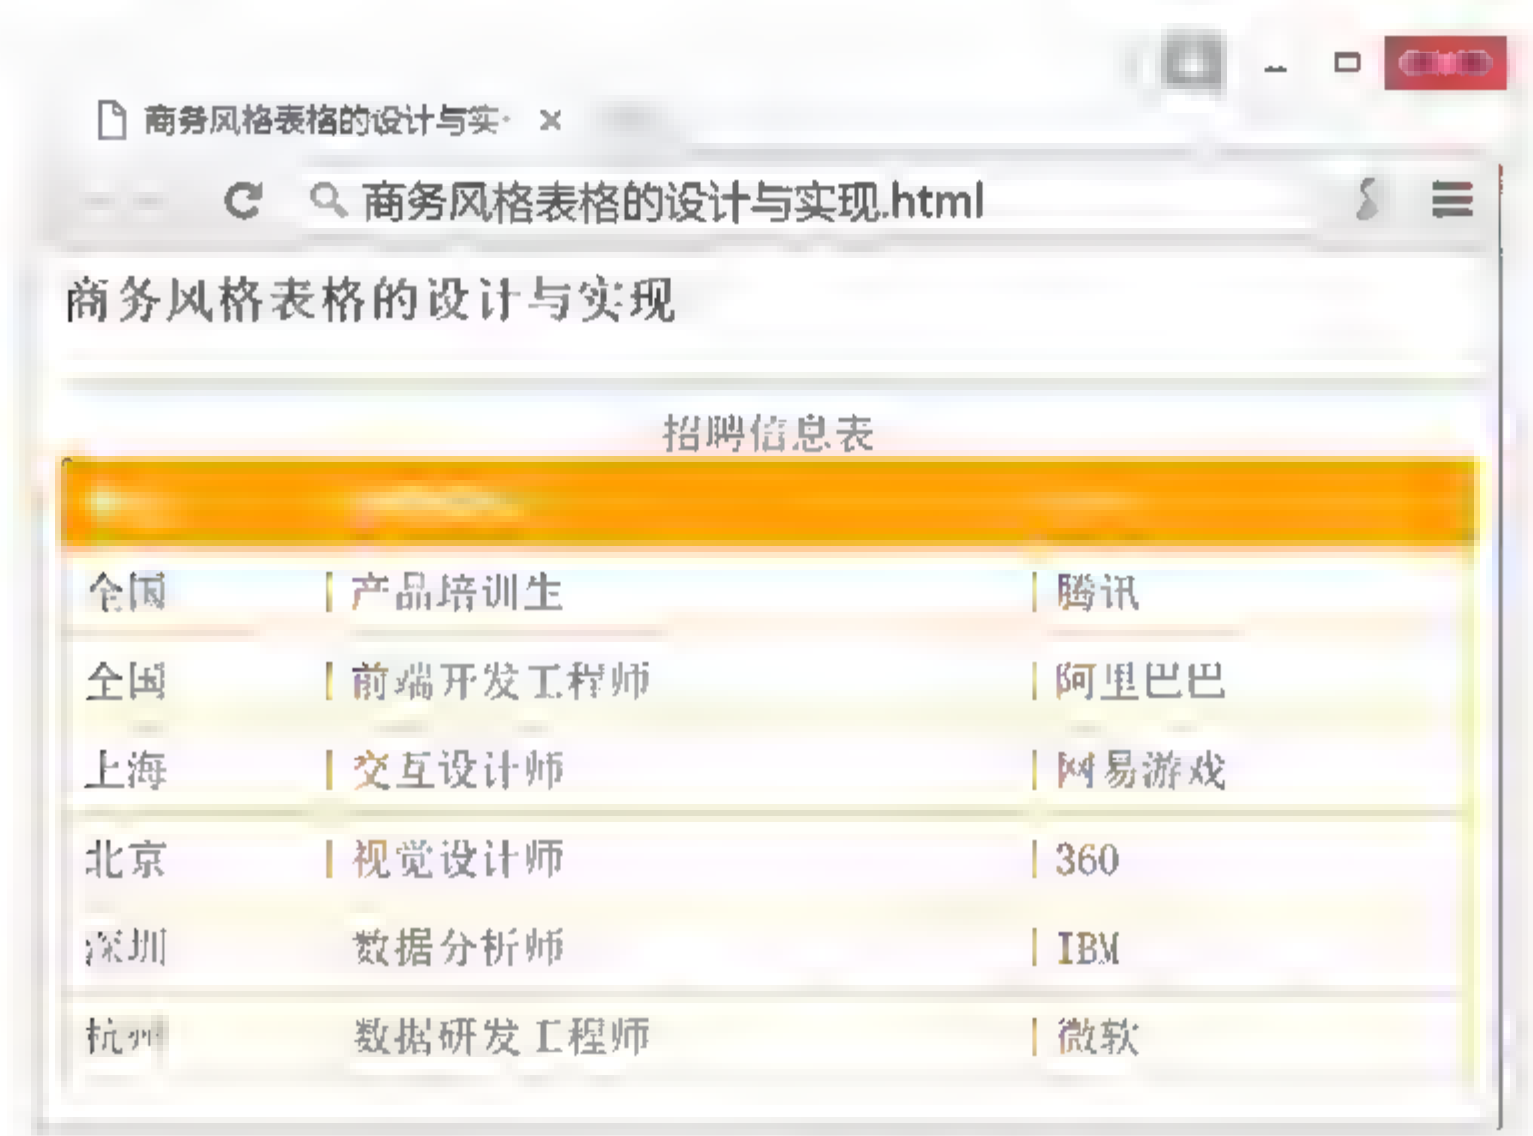 商务风格表格的设计与实
商务风格表格的设计与实现.html
商务风格表格的设计与实现
招聘信息表
全国 产品培训生 腾讯
全国 前端开发工程师 阿里巴巴
上海 交互设计师 网易游戏
北京 视觉设计师 360
深圳 数据分析师 IBM
杭州 数据研发工程师 微软